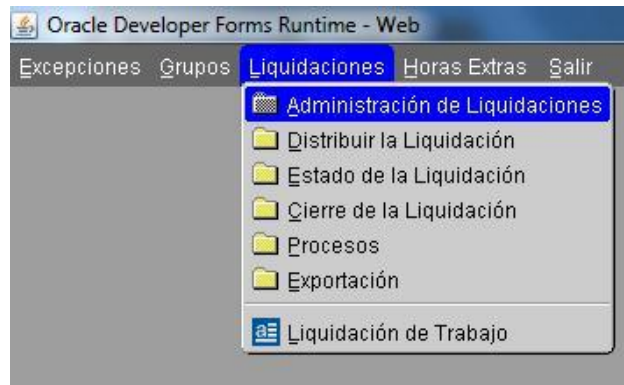 Oracle Developer Forms Runtime - Web
Excepciones Grupos Liquidaciones Horas Extras Salir
Administración de Liquidaciones
Distribuir la Liquidación
Estado de la Liquidación
Cierre de la Liquidación
Procesos
Exportación
Liquidación de Trabajo